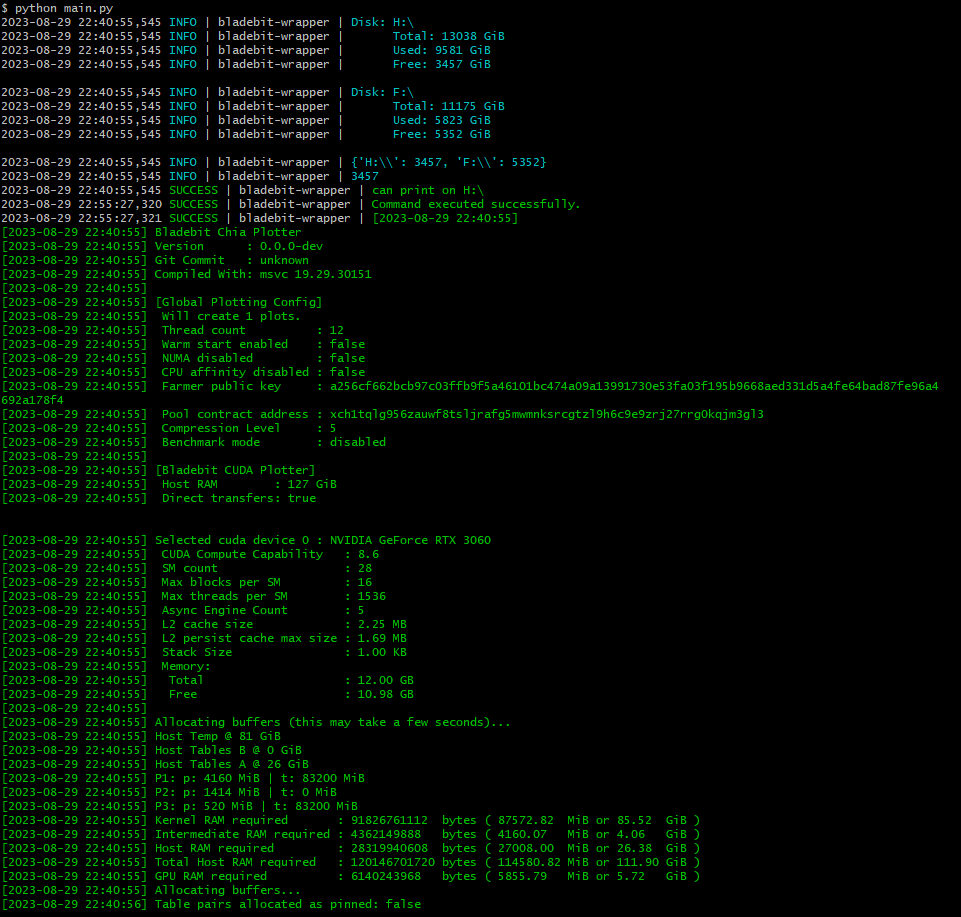 $ python main.py
2023-08-29 22:40:55,545 INFO | bladebit-wrapper | Disk: H:\
2023-08-29 22:40:55,545 INFO | bladebit-wrapper |       Total: 13038 GiB
2023-08-29 22:40:55,545 INFO | bladebit-wrapper |       Used: 9581 GiB
2023-08-29 22:40:55,545 INFO | bladebit-wrapper |       Free: 3457 GiB
2023-08-29 22:40:55,545 INFO | bladebit-wrapper | Disk: F:\
2023-08-29 22:40:55,545 INFO | bladebit-wrapper |       Total: 11175 GiB
2023-08-29 22:40:55,545 INFO | bladebit-wrapper |       Used: 5823 GiB
2023-08-29 22:40:55,545 INFO | bladebit-wrapper |       Free: 5352 GiB
2023-08-29 22:40:55,545 INFO | bladebit-wrapper | {'H:\\': 3457, 'F:\\': 5352}
2023-08-29 22:40:55,545 INFO | bladebit-wrapper | 3457
2023-08-29 22:40:55,545 SUCCESS | bladebit-wrapper | can print on H:\
2023-08-29 22:55:27,320 SUCCESS | bladebit-wrapper | Command executed successfully.
2023-08-29 22:55:27,321 SUCCESS | bladebit-wrapper | [2023-08-29 22:40:55]
[2023-08-29 22:40:55] Bladebit Chia Plotter
[2023-08-29 22:40:55] Version      : 0.0.0-dev
[2023-08-29 22:40:55] Git Commit   : unknown
[2023-08-29 22:40:55] Compiled With: msvc 19.29.30151
[2023-08-29 22:40:55]
[2023-08-29 22:40:55] [Global Plotting Config]
[2023-08-29 22:40:55]  Will create 1 plots.
[2023-08-29 22:40:55]  Thread count          : 12
[2023-08-29 22:40:55]  Warm start enabled    : false
[2023-08-29 22:40:55]  NUMA disabled         : false
[2023-08-29 22:40:55]  CPU affinity disabled : false
[2023-08-29 22:40:55]  Farmer public key     : a256cf662bcb97c03ffb9f5a46101bc474a09a13991730e53fa03f195b9668aed331d5a4fe64bad87fe96a4
692a178f4
[2023-08-29 22:40:55]  Pool contract address : xch1tqlg956zauwf8tsljrafg5mwmnksrcgtzl9h6c9e9zrj27rrg0kqjm3gl3
[2023-08-29 22:40:55]  Compression Level     : 5
[2023-08-29 22:40:55]  Benchmark mode        : disabled
[2023-08-29 22:40:55]
[2023-08-29 22:40:55] [Bladebit CUDA Plotter]
[2023-08-29 22:40:55]  Host RAM        : 127 GiB
[2023-08-29 22:40:55]  Direct transfers: true
[2023-08-29 22:40:55] Selected cuda device 0 : NVIDIA GeForce RTX 3060
[2023-08-29 22:40:55]  CUDA Compute Capability   : 8.6
[2023-08-29 22:40:55]  SM count                  : 28
[2023-08-29 22:40:55]  Max blocks per SM         : 16
[2023-08-29 22:40:55]  Max threads per SM        : 1536
[2023-08-29 22:40:55]  Async Engine Count        : 5
[2023-08-29 22:40:55]  L2 cache size             : 2.25 MB
[2023-08-29 22:40:55]  L2 persist cache max size : 1.69 MB
[2023-08-29 22:40:55]  Stack Size                : 1.00 KB
[2023-08-29 22:40:55]  Memory:
[2023-08-29 22:40:55]   Total                    : 12.00 GB
[2023-08-29 22:40:55]   Free                     : 10.98 GB
[2023-08-29 22:40:55]
[2023-08-29 22:40:55] Allocating buffers (this may take a few seconds)...
[2023-08-29 22:40:55] Host Temp @ 81 GiB
[2023-08-29 22:40:55] Host Tables B @ 0 GiB
[2023-08-29 22:40:55] Host Tables A @ 26 GiB
[2023-08-29 22:40:55] P1: p: 4160 MiB | t: 83200 MiB
[2023-08-29 22:40:55] P2: p: 1414 MiB | t: 0 MiB
[2023-08-29 22:40:55] P3: p: 520 MiB | t: 83200 MiB
[2023-08-29 22:40:55] Kernel RAM required       : 91826761112  bytes ( 87572.82  MiB or 85.52  GiB )
[2023-08-29 22:40:55] Intermediate RAM required : 4362149888   bytes ( 4160.07   MiB or 4.06   GiB )
[2023-08-29 22:40:55] Host RAM required         : 28319940608  bytes ( 27008.00  MiB or 26.38  GiB )
[2023-08-29 22:40:55] Total Host RAM required   : 120146701720 bytes ( 114580.82 MiB or 111.90 GiB )
[2023-08-29 22:40:55] GPU RAM required          : 6140243968   bytes ( 5855.79   MiB or 5.72   GiB )
[2023-08-29 22:40:55] Allocating buffers...
[2023-08-29 22:40:56] Table pairs allocated as pinned: false